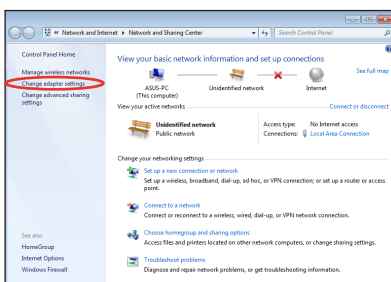 « Network and Internet ▸ Network and Sharing Center
Search Control Panel
Control Panel Home
Manage wireless networks
Change adapter settings
Change advanced sharing
settings
See also
HomeGroup
Internet Options
Windows Firewall
View your basic network information and set up connections
See full map
ASUS-PC
(This computer)
Unidentified network
Internet
View your active networks
Connect or disconnect
Unidentified network
Public network
Access type: No Internet access
Connections: Local Area Connection
Change your networking settings
Set up a new connection or network
Set up a wireless, broadband, dial-up, ad hoc, or VPN connection; or set up a router or access
point.
Connect to a network
Connect or reconnect to a wireless, wired, dial-up, or VPN network connection.
Choose homegroup and sharing options
Access files and printers located on other network computers, or change sharing settings.
Troubleshoot problems
Diagnose and repair network problems, or get troubleshooting information.